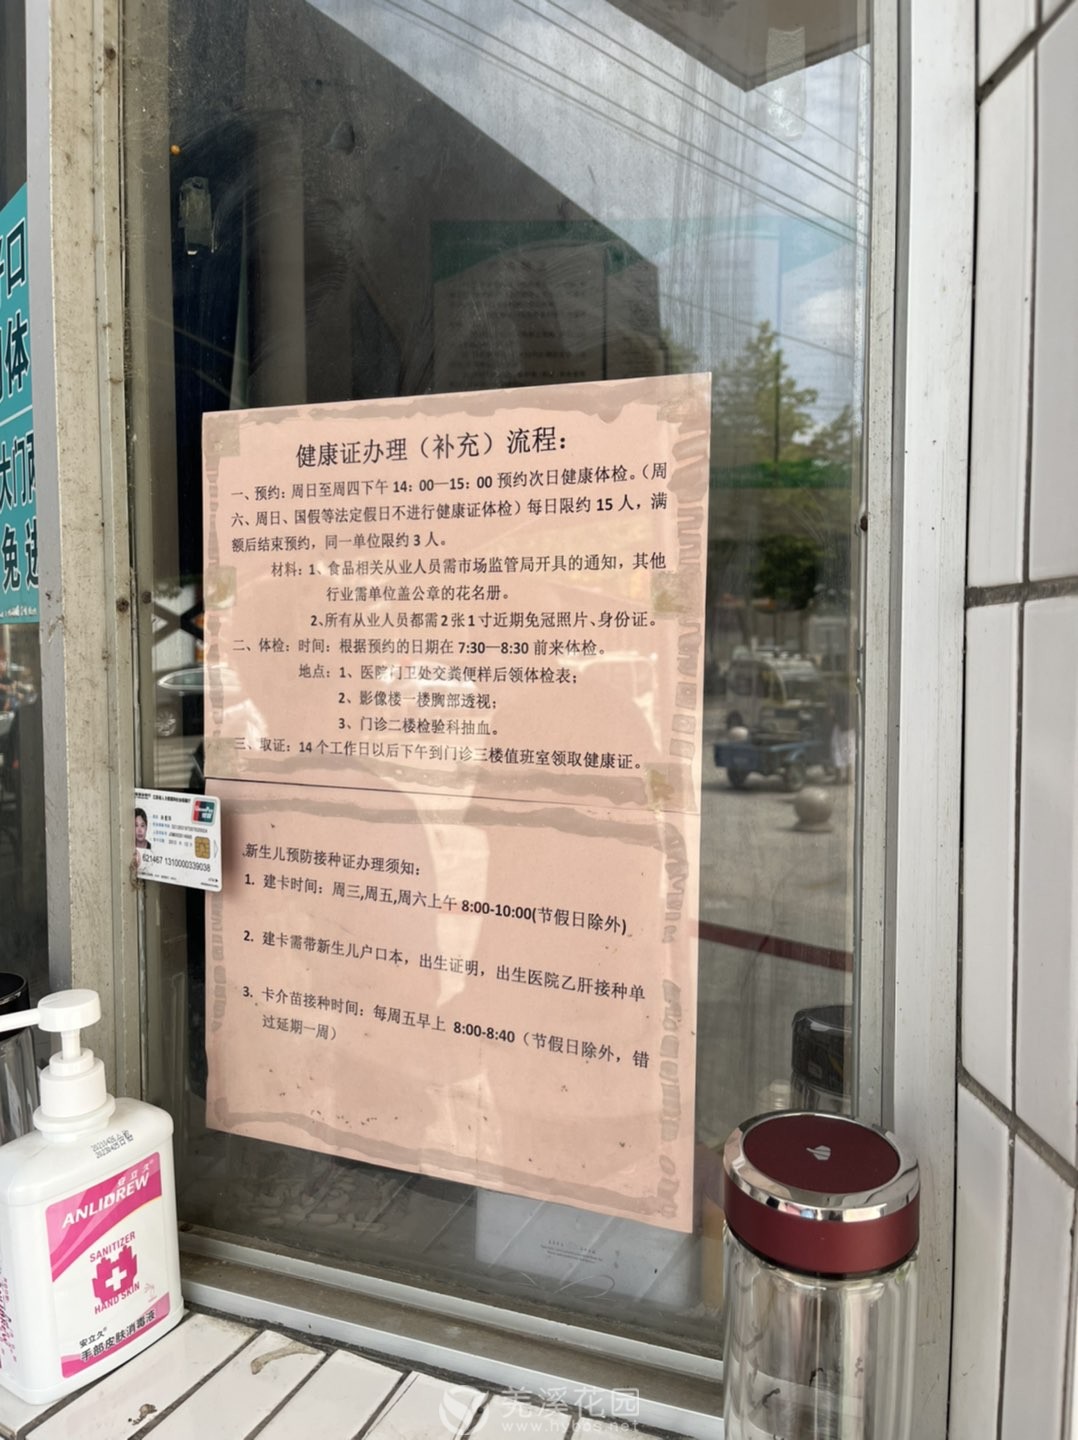 口
体
大门
免
健康证办理（补充）流程：
一、预约：周日至周四下午 14：00—15：00 预约次日健康体检。（周
六、周日、国假等法定假日不进行健康证体检）每日限约 15 人，满
额后结束预约，同一单位限约 3 人。
材料：1、食品相关从业人员需市场监管局开具的通知，其他
行业需单位盖公章的花名册。
2、所有从业人员都需 2 张 1 寸近期免冠照片、身份证。
二、体检：时间：根据预约的日期在 7:30—8:30 前来体检。
地点：1、医院门卫处交粪便样后领体检表；
2、影像楼一楼胸部透视；
3、门诊二楼检验科抽血。
三、取证：14 个工作日以后下午到门诊三楼值班室领取健康证。
新生儿预防接种证办理须知：
1. 建卡时间：周三,周五,周六上午 8:00-10:00(节假日除外)
2. 建卡需带新生儿户口本，出生证明，出生医院乙肝接种单
3. 卡介苗接种时间：每周五早上 8:00-8:40（节假日除外，错
过延期一周）
安立久®
ANLIDREW
SANITIZER
HAND SKIN
安立久®
手部皮肤消毒液
羌溪花园
www.hybbs.net